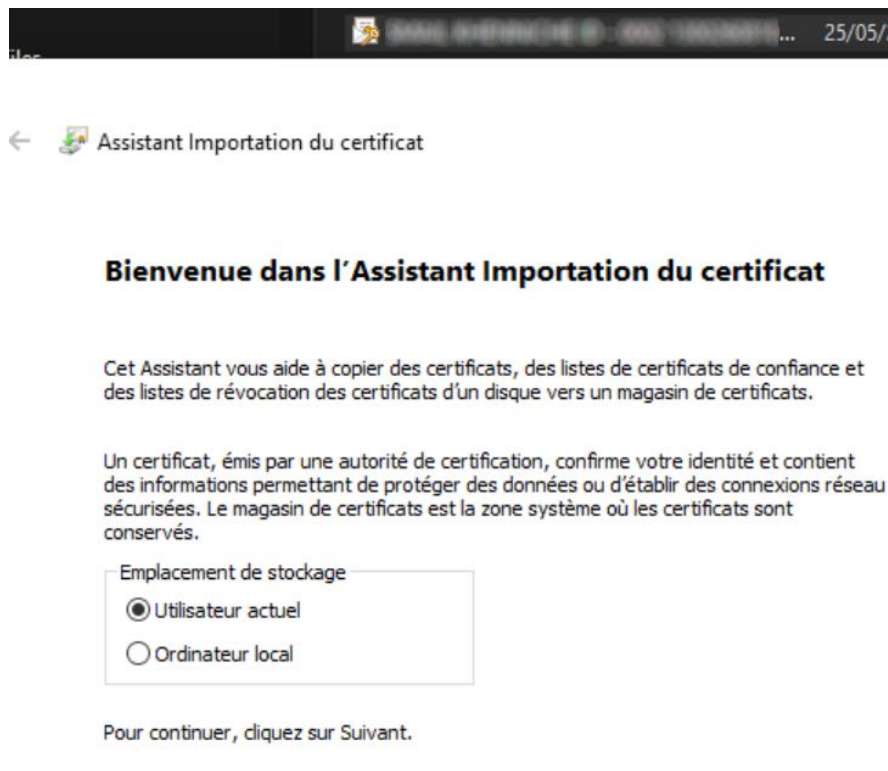 ... 25/05/
Assistant Importation du certificat
Bienvenue dans l'Assistant Importation du certificat
Cet Assistant vous aide à copier des certificats, des listes de certificats de confiance et
des listes de révocation des certificats d'un disque vers un magasin de certificats.
Un certificat, émis par une autorité de certification, confirme votre identité et contient
des informations permettant de protéger des données ou d'établir des connexions réseau
sécurisées. Le magasin de certificats est la zone système où les certificats sont
conservés.
Emplacement de stockage
Utilisateur actuel
Ordinateur local
Pour continuer, cliquez sur Suivant.